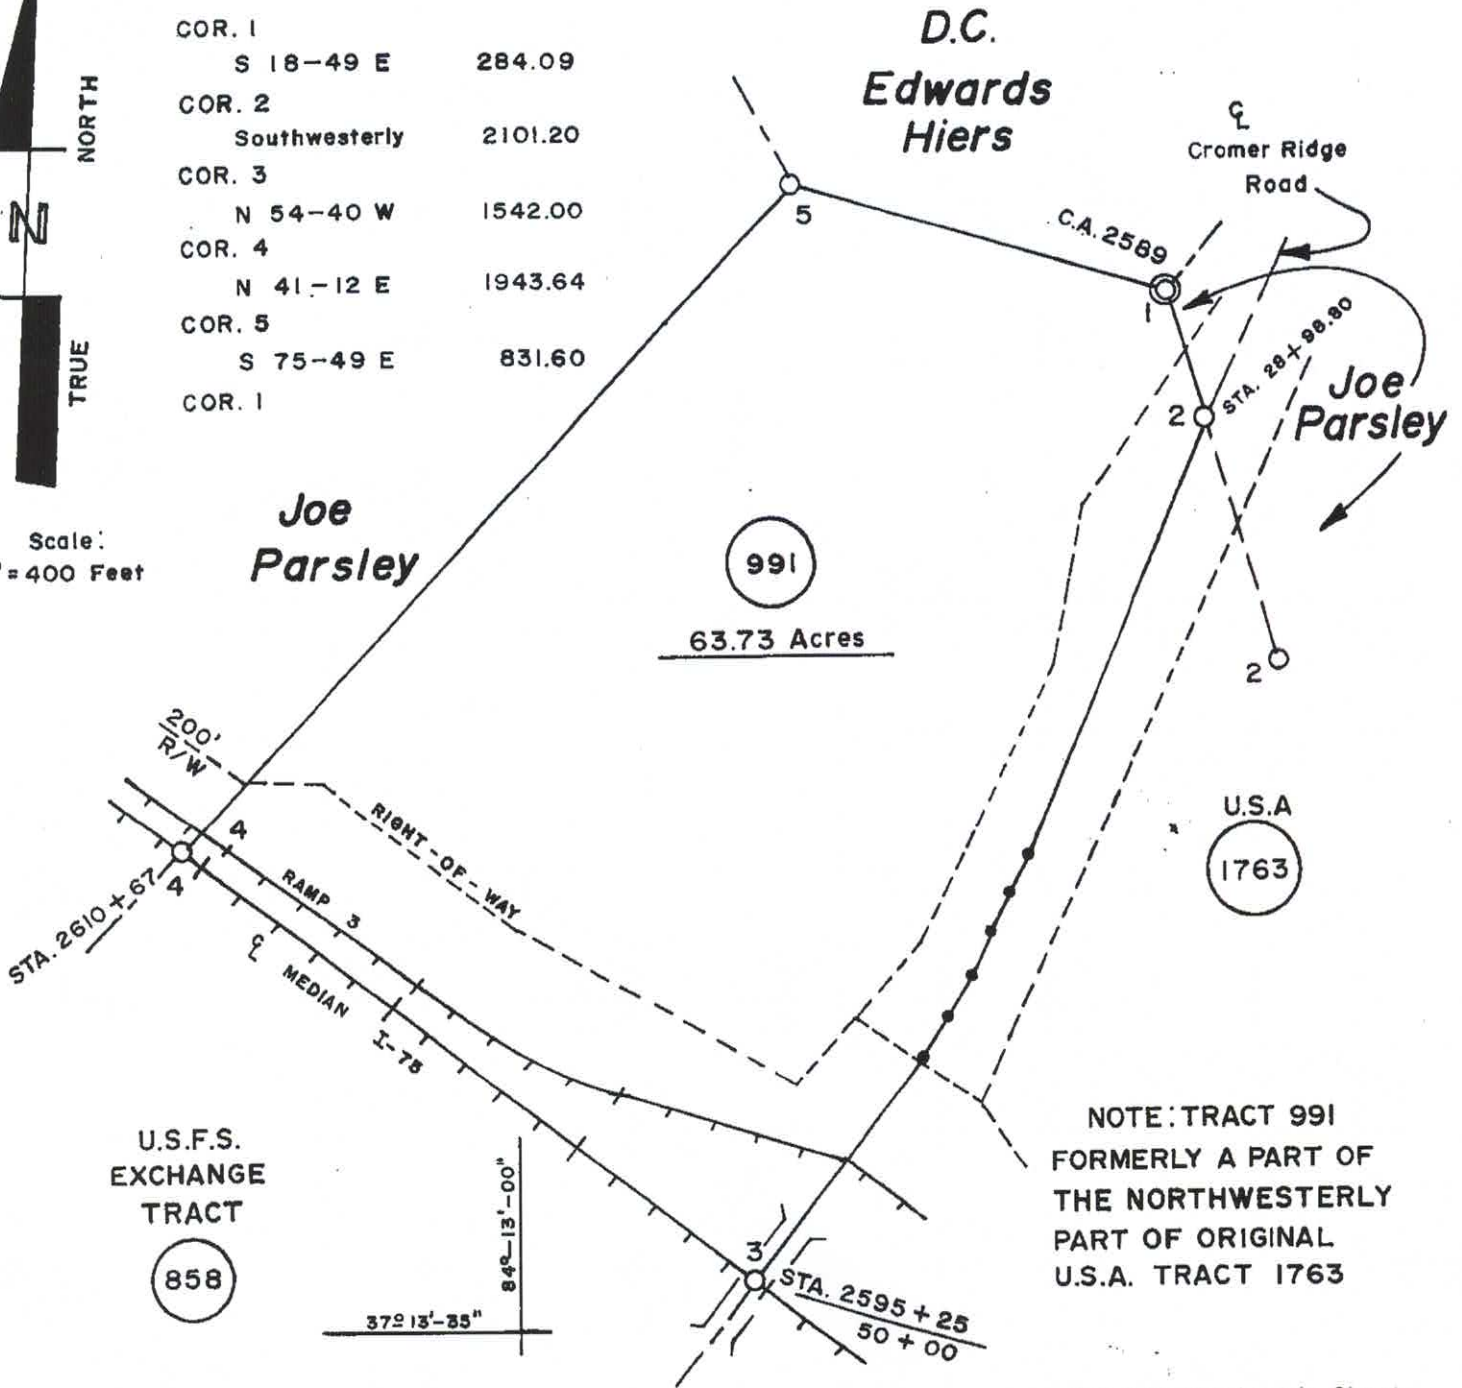 COR. 1
S 18-49 E 284.09
COR. 2
Southwesterly 2101.20
COR. 3
N 54-40 W 1542.00
COR. 4
N 41-12 E 1943.64
COR. 5
S 75-49 E 831.60
COR. 1
NORTH
N
TRUE
Scale:
=400 Feet
D.C.
Edwards
Hiers
℄
Cromer Ridge
Road
C.A. 2589
5
1
STA. 28+98.80
2
Joe
Parsley
2
Joe
Parsley
991
63.73 Acres
200'
R/W
RIGHT-OF-WAY
4
RAMP 3
4
STA. 2610+67
℄ MEDIAN I-75
U.S.A
1763
U.S.F.S.
EXCHANGE
TRACT
858
84º-13'-00"
37º13'-35"
3
STA. 2595+25
50+00
NOTE: TRACT 991
FORMERLY A PART OF
THE NORTHWESTERLY
PART OF ORIGINAL
U.S.A. TRACT 1763